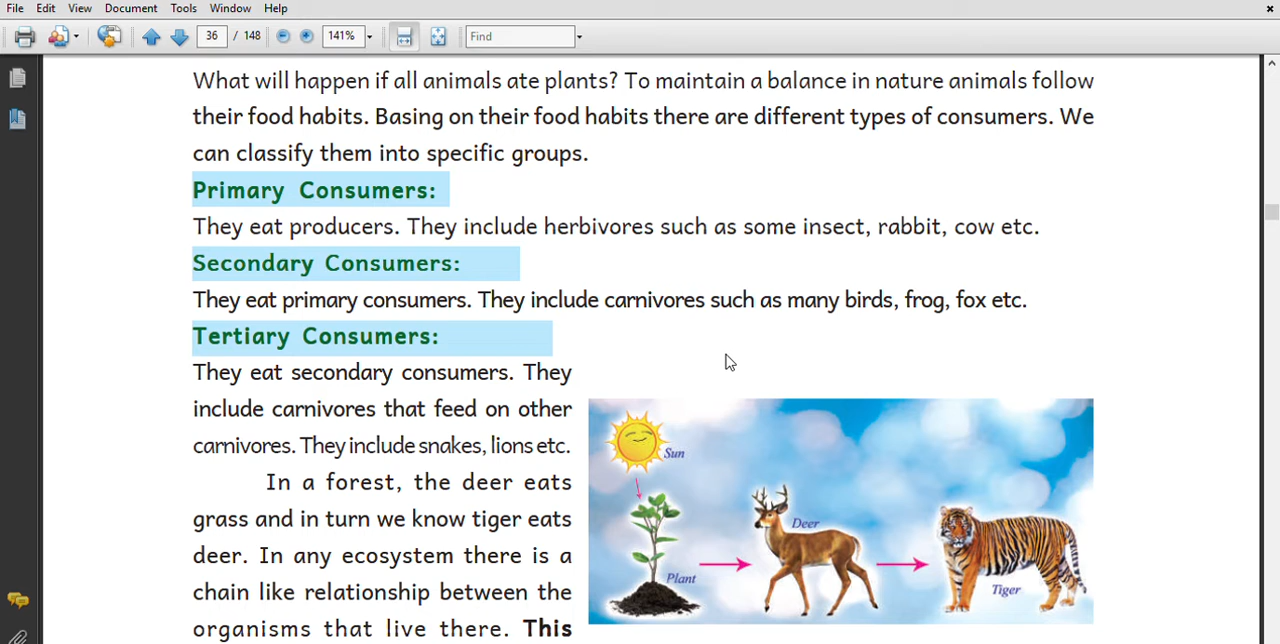 File Edit View Document Tools Window Help
36 / 148 141% Find
What will happen if all animals ate plants? To maintain a balance in nature animals follow
their food habits. Basing on their food habits there are different types of consumers. We
can classify them into specific groups.
Primary Consumers:
They eat producers. They include herbivores such as some insect, rabbit, cow etc.
Secondary Consumers:
They eat primary consumers. They include carnivores such as many birds, frog, fox etc.
Tertiary Consumers:
They eat secondary consumers. They
include carnivores that feed on other
carnivores. They include snakes, lions etc.
In a forest, the deer eats
grass and in turn we know tiger eats
deer. In any ecosystem there is a
chain like relationship between the
organisms that live there. This
Sun
Deer
Plant
Tiger